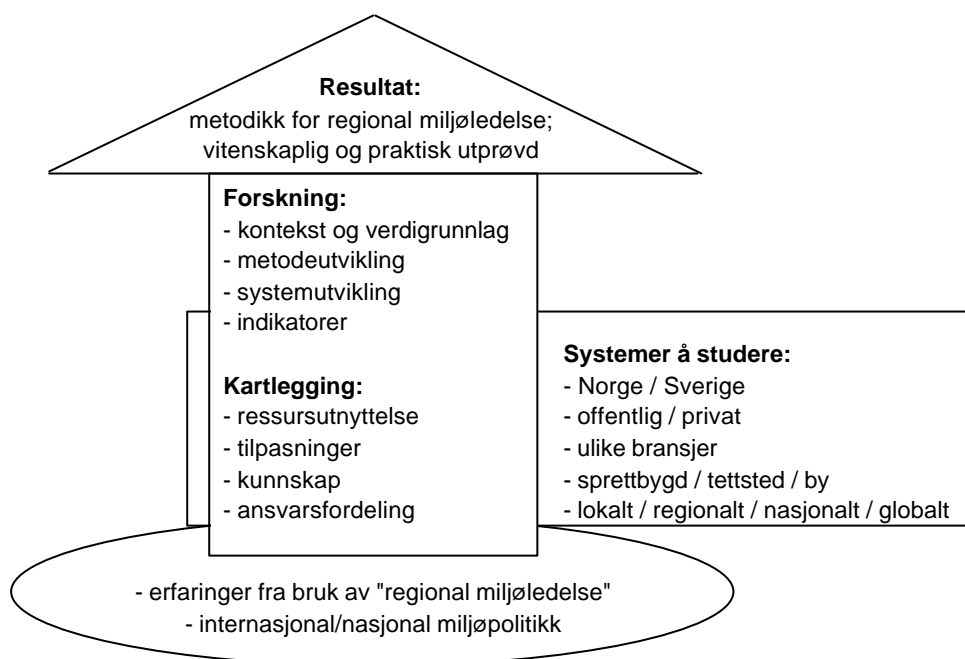 Resultat:
metodikk for regional miljøledelse;
vitenskaplig og praktisk utprøvd
Forskning:
- kontekst og verdigrunnlag
- metodeutvikling
- systemutvikling
- indikatorer
Kartlegging:
- ressursutnyttelse
- tilpasninger
- kunnskap
- ansvarsfordeling
Systemer å studere:
- Norge / Sverige
- offentlig / privat
- ulike bransjer
- sprettbygd / tettsted / by
- lokalt / regionalt / nasjonalt / globalt
- erfaringer fra bruk av "regional miljøledelse"
- internasjonal/nasjonal miljøpolitikk